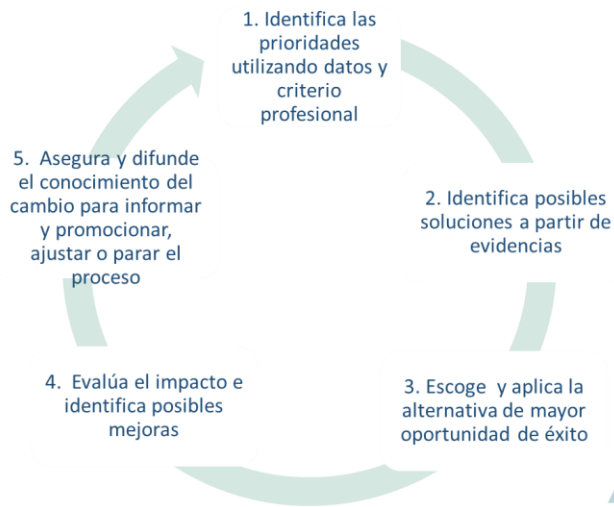 1. Identifica las
prioridades
utilizando datos y
criterio
profesional
2. Identifica posibles
soluciones a partir de
evidencias
3. Escoge  y aplica la
alternativa de mayor
oportunidad de éxito
4.  Evalúa el impacto e
identifica posibles
mejoras
5.  Asegura y difunde
el conocimiento del
cambio para informar
y promocionar,
ajustar o parar el
proceso